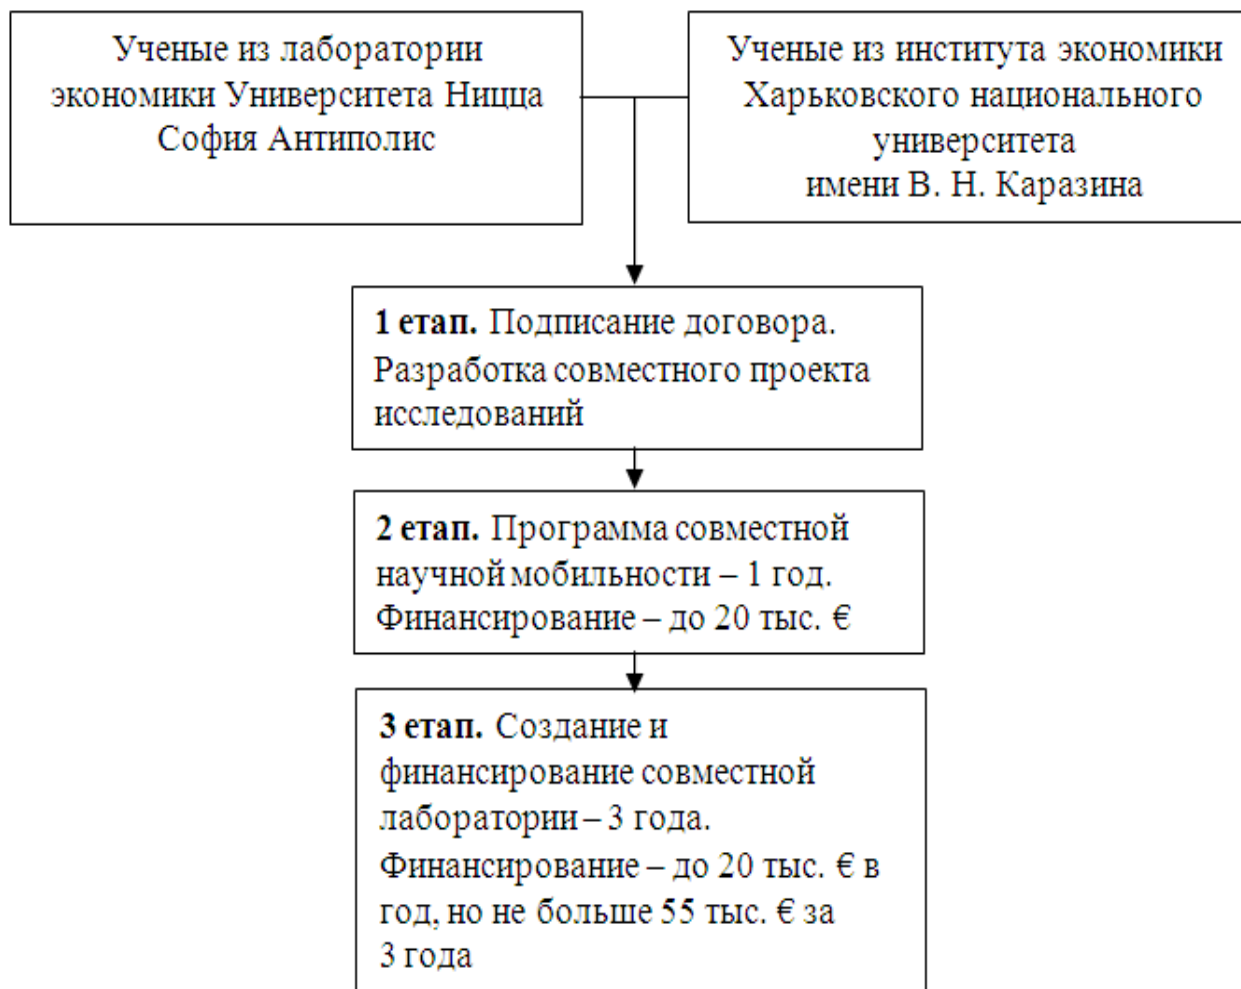 Ученые из лаборатории
экономики Университета Ницца
София Антиполис
Ученые из института экономики
Харьковского национального
университета
имени В. Н. Каразина
1 етап. Подписание договора.
Разработка совместного проекта
исследований
2 етап. Программа совместной
научной мобильности – 1 год.
Финансирование – до 20 тыс. €
3 етап. Создание и
финансирование совместной
лаборатории – 3 года.
Финансирование – до 20 тыс. € в
год, но не больше 55 тыс. € за
3 года